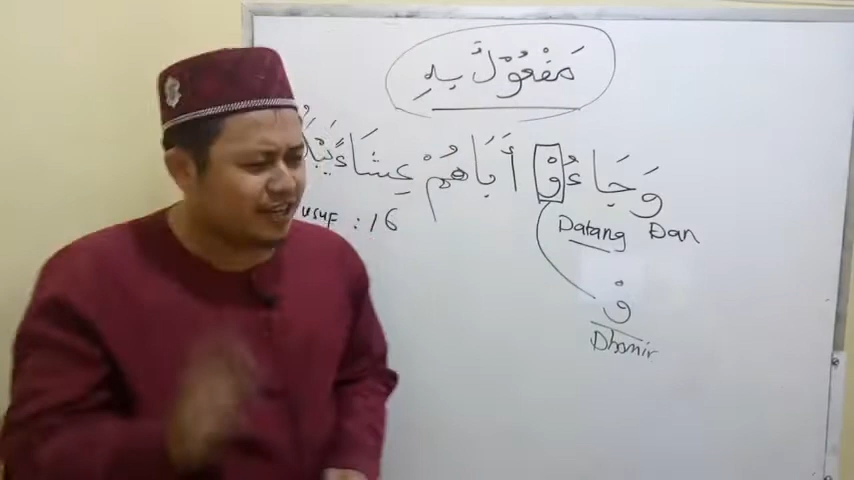 مَفْعُوْلٌ بِهِ
وَجَاءُوْ أَبَاهُمْ عِشَاءً
usuf : 16
Datang Dan
وْ
Dhomir